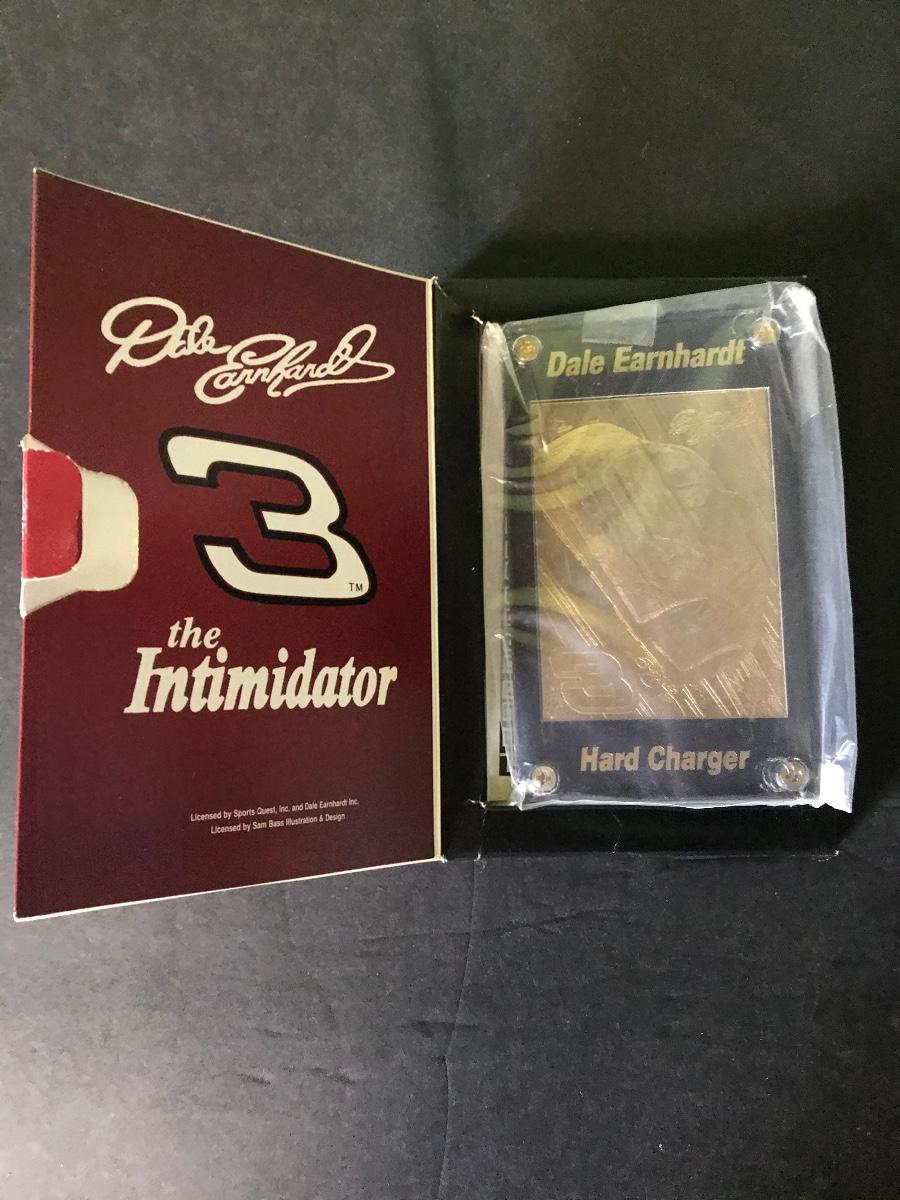 Dale Earnhardt
3
TM
the
Intimidator
Licensed by Sports Quest, Inc. and Dale Earnhardt Inc.
Licensed by Sam Bass Illustration & Design
Dale Earnhardt
3
Hard Charger